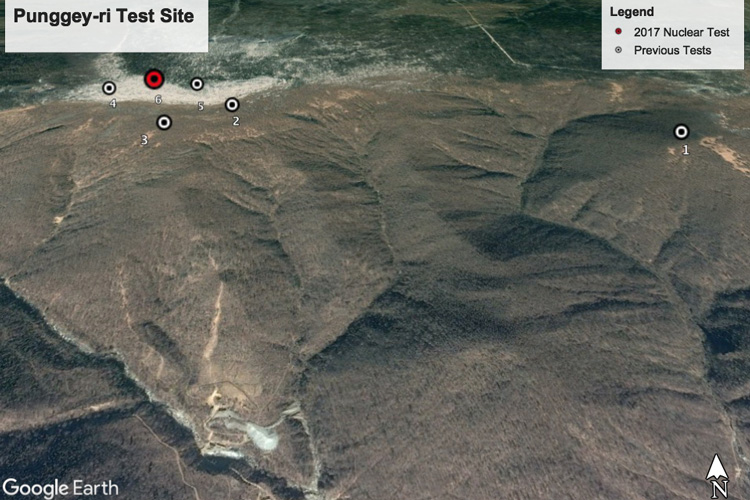 Punggey-ri Test Site
Legend
2017 Nuclear Test
Previous Tests
4
6
5
2
3
1
Google Earth
N